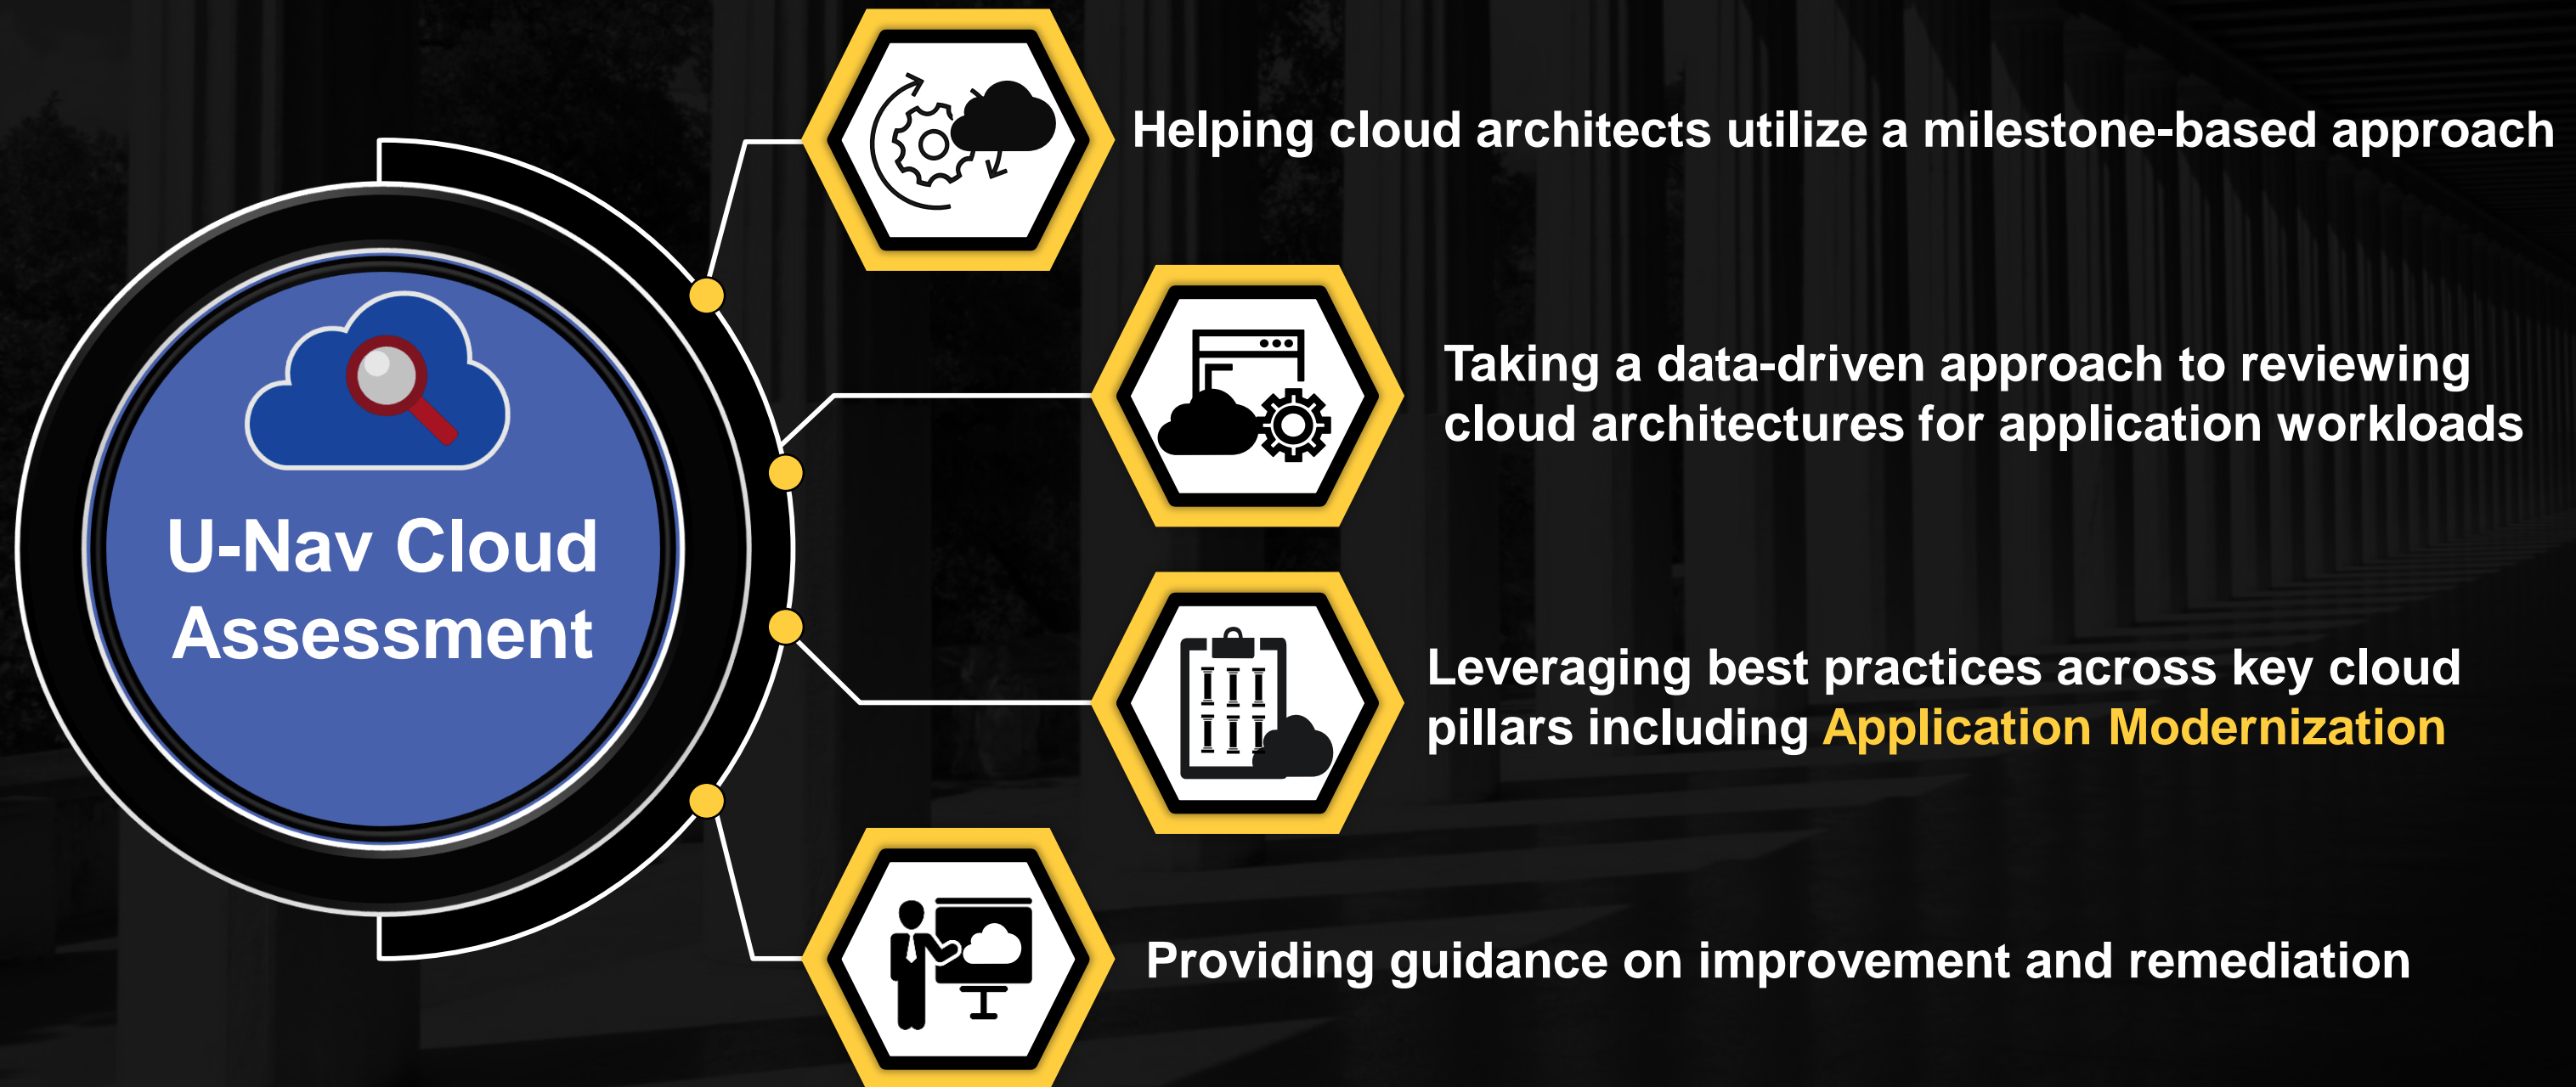 U-Nav Cloud
Assessment
Helping cloud architects utilize a milestone-based approach
Taking a data-driven approach to reviewing
cloud architectures for application workloads
Leveraging best practices across key cloud
pillars including Application Modernization
Providing guidance on improvement and remediation